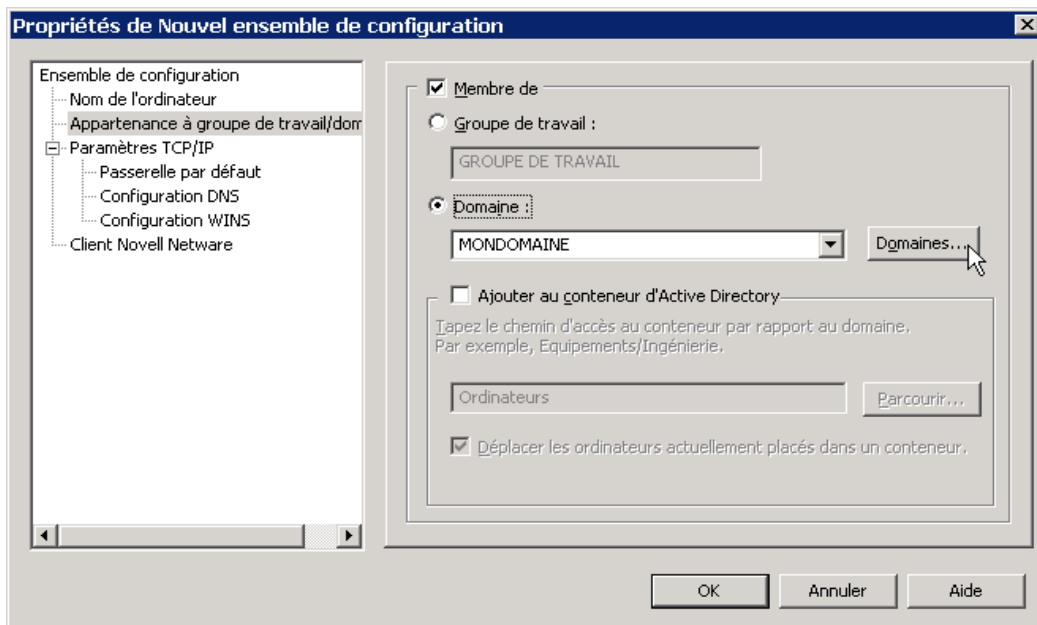 Propriétés de Nouvel ensemble de configuration
Ensemble de configuration
Nom de l'ordinateur
Appartenance à groupe de travail/dom
Paramètres TCP/IP
Passerelle par défaut
Configuration DNS
Configuration WINS
Client Novell Netware
Membre de
Groupe de travail :
GROUPE DE TRAVAIL
Domaine :
MONDOMAINE
Domaines...
Ajouter au conteneur d'Active Directory
Tapez le chemin d'accès au conteneur par rapport au domaine.
Par exemple, Equipements/Ingénierie.
Ordinateurs
Parcourir...
Déplacer les ordinateurs actuellement placés dans un conteneur.
OK
Annuler
Aide